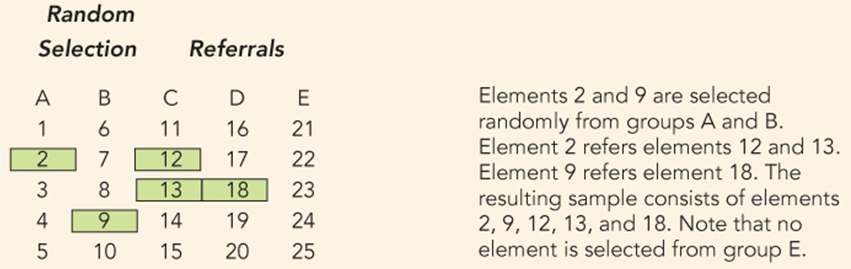 Random
Selection Referrals
A B C D E
1 6 11 16 21
2 7 12 17 22
3 8 13 18 23
4 9 14 19 24
5 10 15 20 25
Elements 2 and 9 are selected
randomly from groups A and B.
Element 2 refers elements 12 and 13.
Element 9 refers element 18. The
resulting sample consists of elements
2, 9, 12, 13, and 18. Note that no
element is selected from group E.